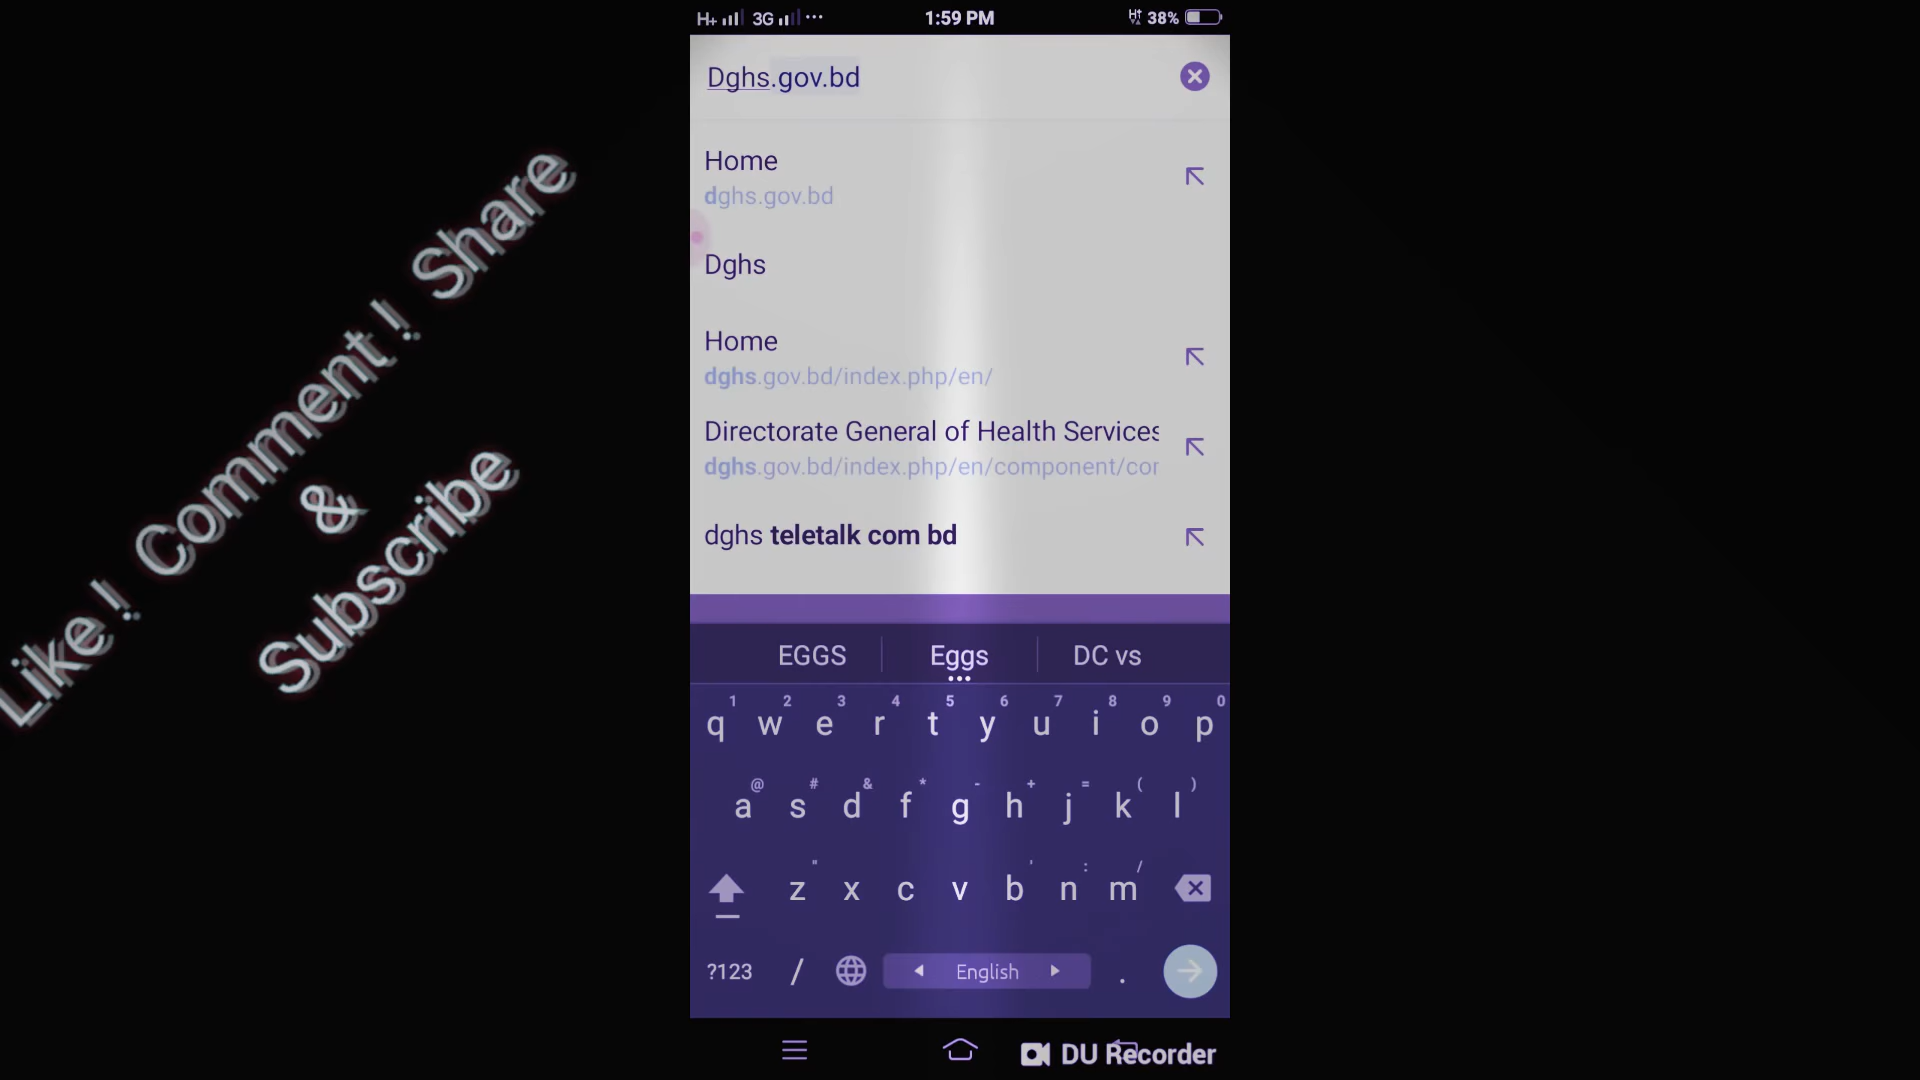 H+ 3G ... 1:59 PM 38%
Dghs.gov.bd
Home
dghs.gov.bd
Dghs
Home
dghs.gov.bd/index.php/en/
Directorate General of Health Services
dghs.gov.bd/index.php/en/component/cor
dghs teletalk com bd
EGGS Eggs DC vs
1 2 3 4 5 6 7 8 9 0
q w e r t y u i o p
@ # & * - + = ( )
a s d f g h j k l
" ' : /
z x c v b n m
?123 / English .
DU Recorder
Like ! Comment ! Share
&
Subscribe